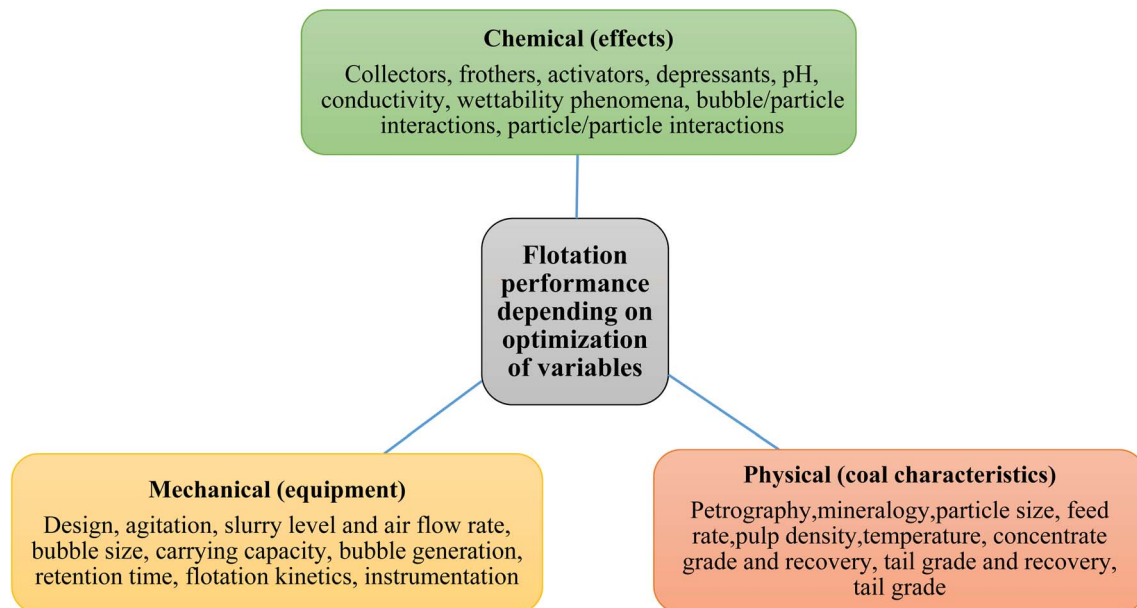 Chemical (effects)
Collectors, frothers, activators, depressants, pH,
conductivity, wettability phenomena, bubble/particle
interactions, particle/particle interactions
Flotation
performance
depending on
optimization
of variables
Mechanical (equipment)
Design, agitation, slurry level and air flow rate,
bubble size, carrying capacity, bubble generation,
retention time, flotation kinetics, instrumentation
Physical (coal characteristics)
Petrography,mineralogy,particle size, feed
rate,pulp density,temperature, concentrate
grade and recovery, tail grade and recovery,
tail grade